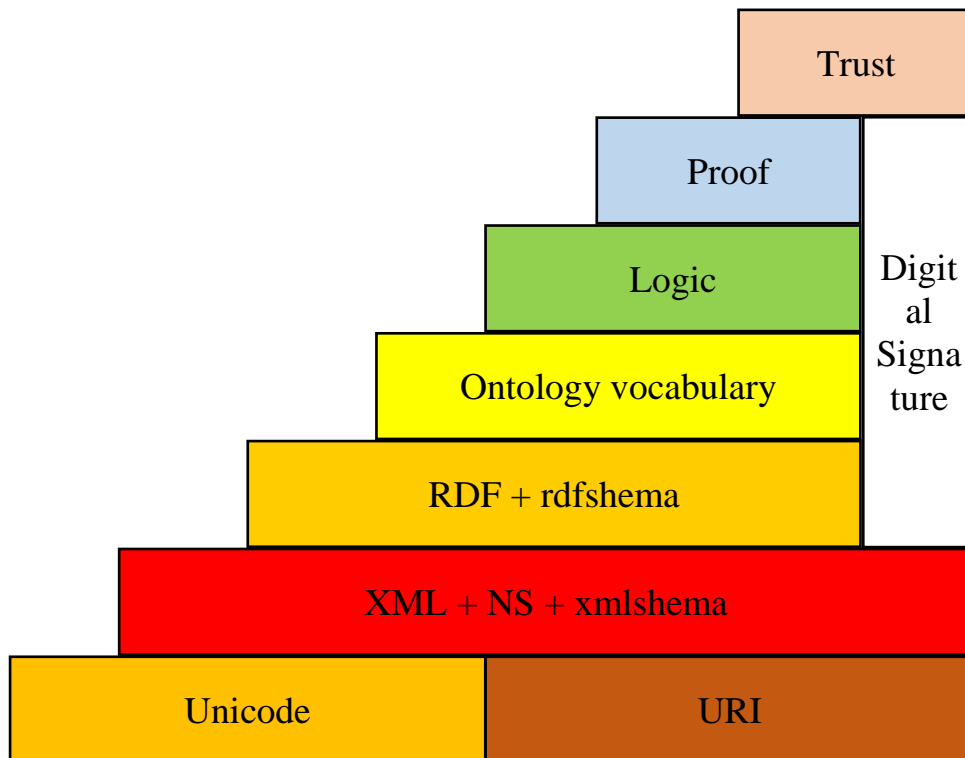 Trust
Proof
Logic
Digit
al
Signa
ture
Ontology vocabulary
RDF + rdfshema
XML + NS + xmlshema
Unicode
URI